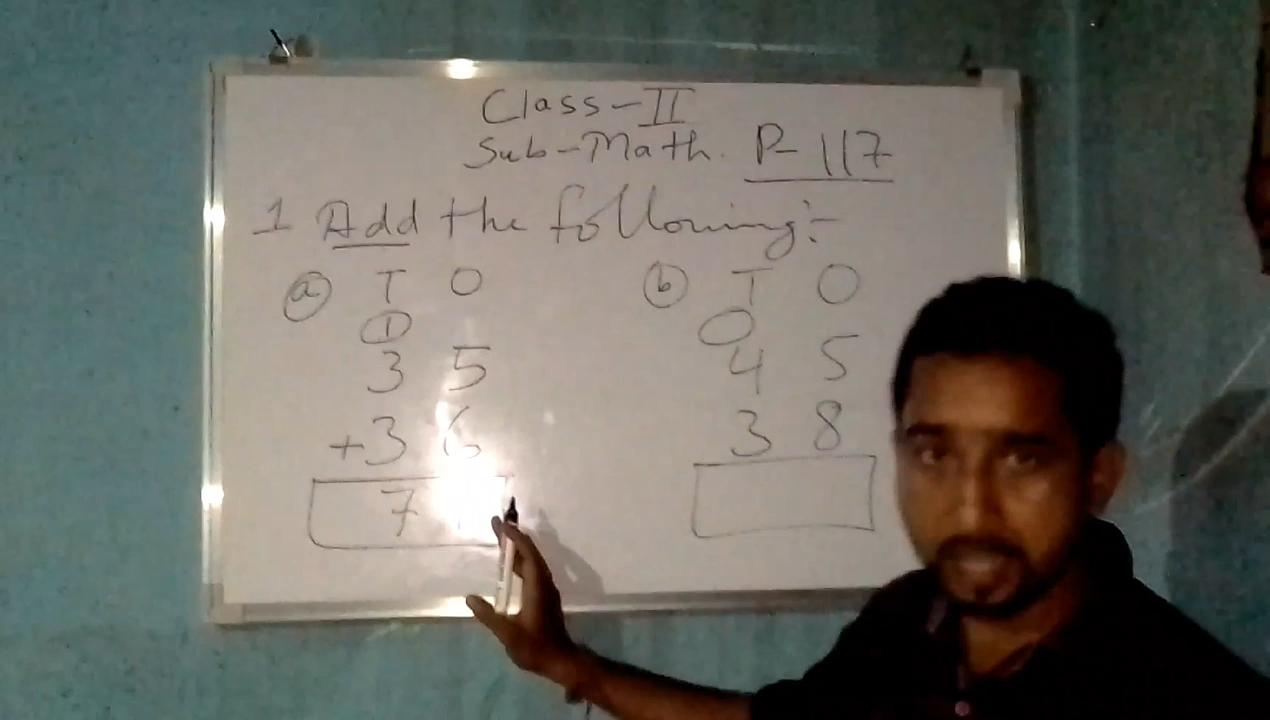 Class-II
Sub-Math. P-117
1 Add the following:-
(a) T O (b) T O
(1) O
3 5 4 5
+3 6 3 8
7